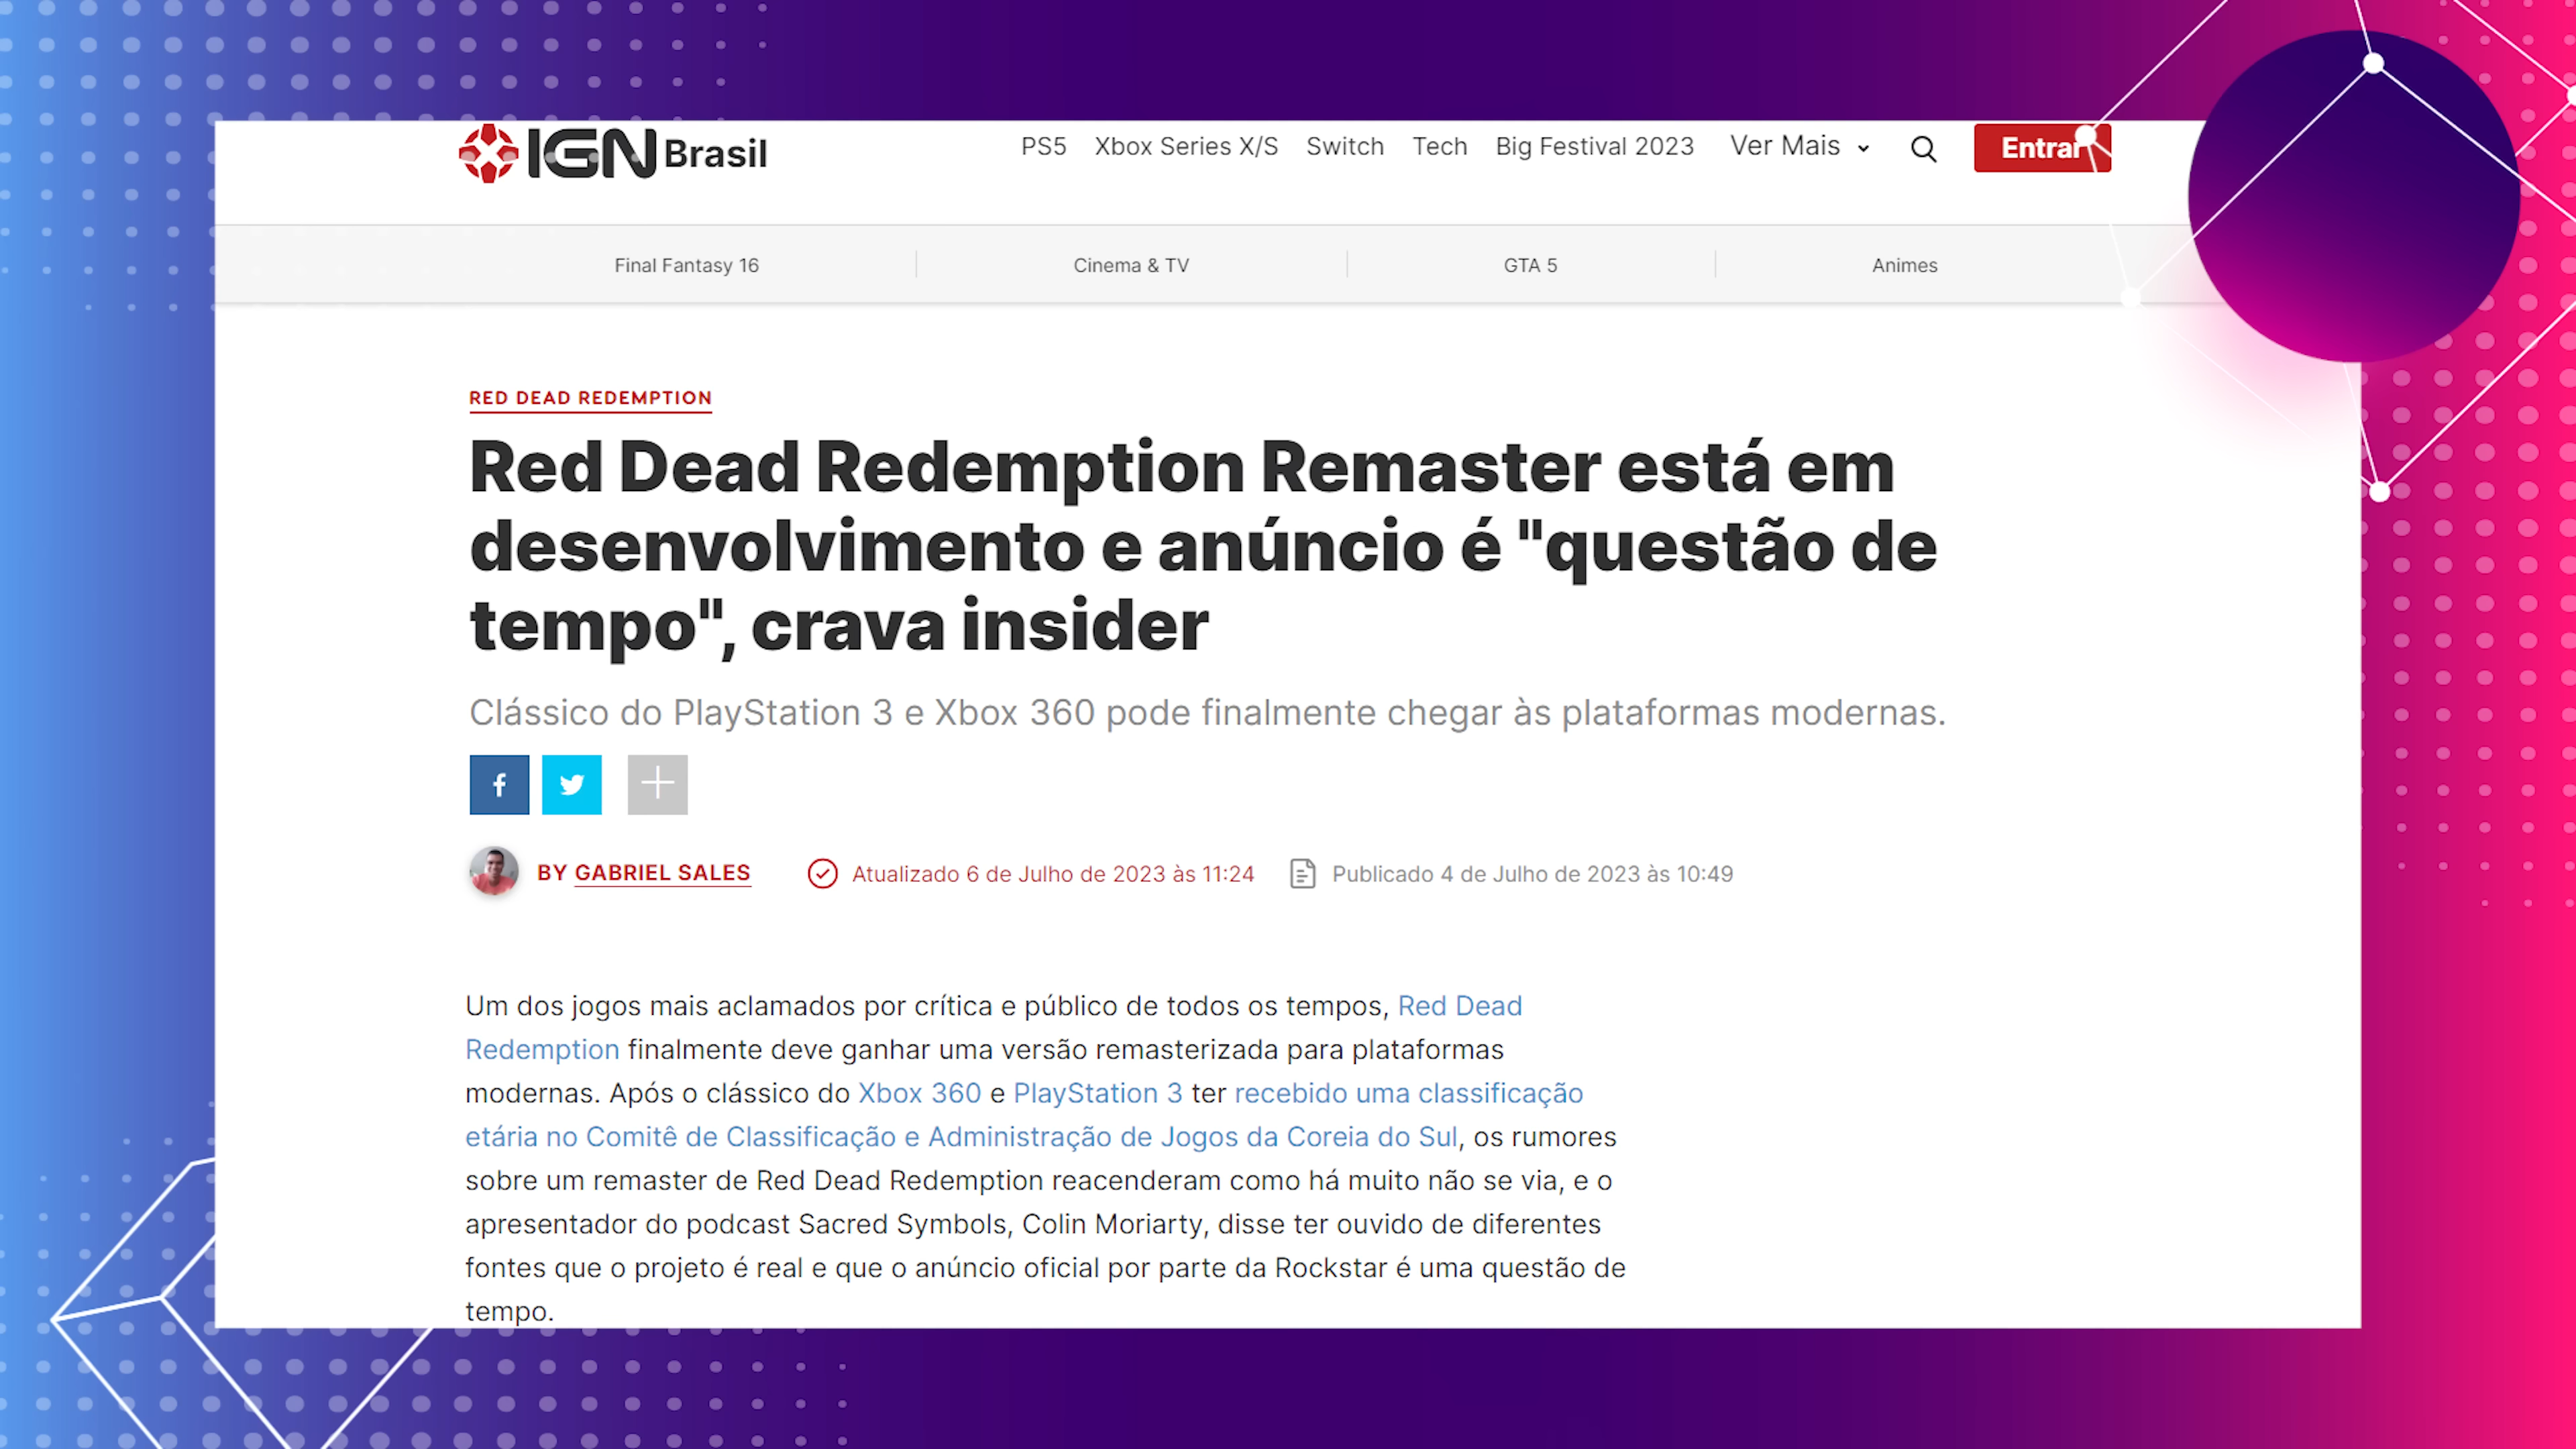 IGN Brasil
PS5 Xbox Series X/S Switch Tech Big Festival 2023 Ver Mais Entrar
Final Fantasy 16 Cinema & TV GTA 5 Animes
RED DEAD REDEMPTION
Red Dead Redemption Remaster está em
desenvolvimento e anúncio é "questão de
tempo", crava insider
Clássico do PlayStation 3 e Xbox 360 pode finalmente chegar às plataformas modernas.
BY GABRIEL SALES Atualizado 6 de Julho de 2023 às 11:24 Publicado 4 de Julho de 2023 às 10:49
Um dos jogos mais aclamados por crítica e público de todos os tempos, Red Dead
Redemption finalmente deve ganhar uma versão remasterizada para plataformas
modernas. Após o clássico do Xbox 360 e PlayStation 3 ter recebido uma classificação
etária no Comitê de Classificação e Administração de Jogos da Coreia do Sul, os rumores
sobre um remaster de Red Dead Redemption reacenderam como há muito não se via, e o
apresentador do podcast Sacred Symbols, Colin Moriarty, disse ter ouvido de diferentes
fontes que o projeto é real e que o anúncio oficial por parte da Rockstar é uma questão de
tempo.